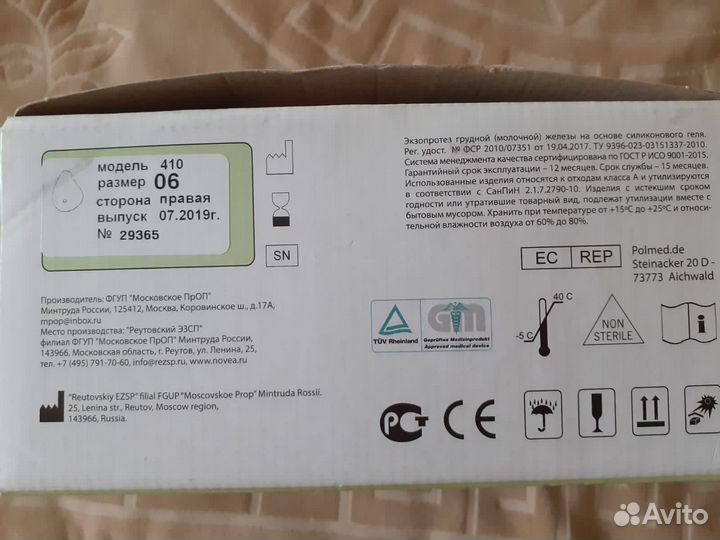 модель 410
размер 06
сторона правая
выпуск 07.2019г.
№ 29365
SN
Производитель: ФГУП "Московское ПрОП"
Минтруда России, 125412, Москва, Коровинское ш., д.17А,
mpop@inbox.ru
Место производства: "Реутовский ЭЗСП"
филиал ФГУП "Московское ПрОП" Минтруда России,
143966, Московская область, г. Реутов, ул. Ленина, 25,
тел. +7 (495) 791-70-60, info@rezsp.ru, www.novea.ru
"Reutovskiy EZSP" filial FGUP "Moscovskoe Prop" Mintruda Rossii.
25, Lenina str., Reutov, Moscow region,
143966, Russia.
Экзопротез грудной (молочной) железы на основе силиконового геля.
Рег. удост. № ФСР 2010/07351 от 19.04.2017. ТУ 9396-023-03151337-2010.
Система менеджмента качества сертифицирована по ГОСТ Р ИСО 9001-2015.
Гарантийный срок эксплуатации – 12 месяцев. Срок службы – 15 месяцев.
Использованные изделия относятся к отходам класса А и утилизируются
в соответствии с СанПиН 2.1.7.2790-10. Изделия с истекшим сроком
годности или утратившие товарный вид, подлежат утилизации вместе с
бытовым мусором. Хранить при температуре от +15ºС до +25ºС и относи-
тельной влажности воздуха от 60% до 80%.
EC REP
Polmed.de
Steinacker 20 D -
73773 Aichwald
TÜV Rheinland
GM
Geprüftes Medizinprodukt
Approved medical device
40 C
-5 C
NON
STERILE
i
РСТ
CE
Avito